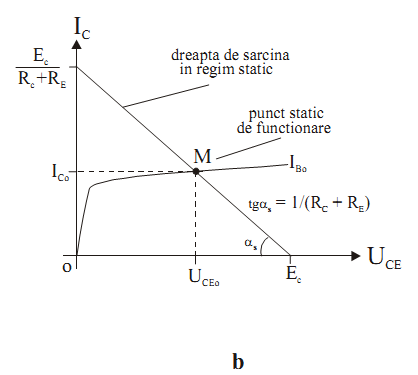 I_C
E_c
R_c+R_E
dreapta de sarcina
in regim static
punct static
de functionare
M
I_Bo
I_Co
tgα_s = 1/(R_C + R_E)
α_s
o
U_CEo
E_c
U_CE
b